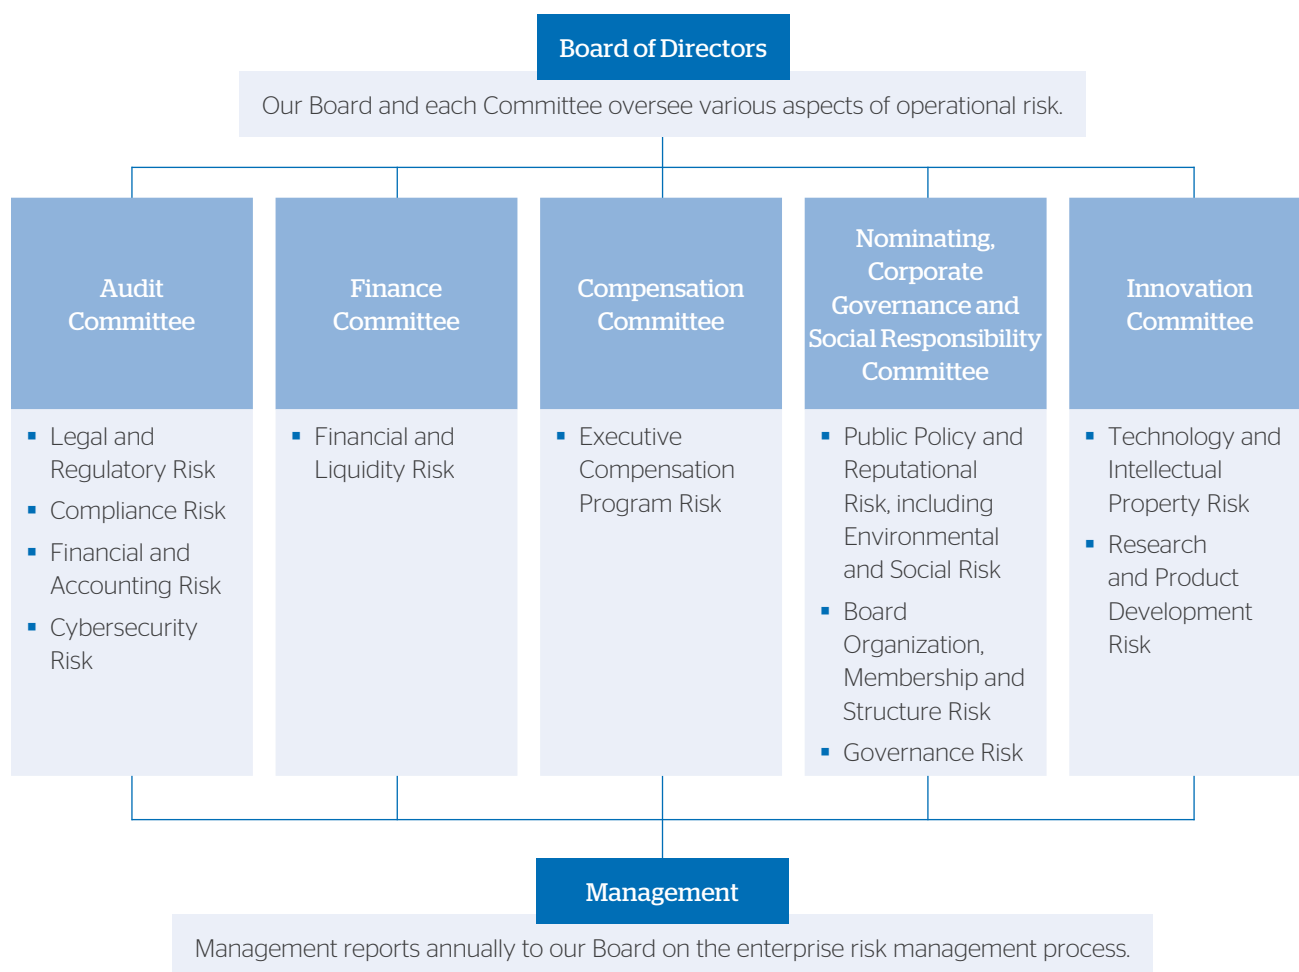 Board of Directors
Our Board and each Committee oversee various aspects of operational risk.
Audit
Committee
▪ Legal and
Regulatory Risk
▪ Compliance Risk
▪ Financial and
Accounting Risk
▪ Cybersecurity
Risk
Finance
Committee
▪ Financial and
Liquidity Risk
Compensation
Committee
▪ Executive
Compensation
Program Risk
Nominating,
Corporate
Governance and
Social Responsibility
Committee
▪ Public Policy and
Reputational
Risk, including
Environmental
and Social Risk
▪ Board
Organization,
Membership and
Structure Risk
▪ Governance Risk
Innovation
Committee
▪ Technology and
Intellectual
Property Risk
▪ Research
and Product
Development
Risk
Management
Management reports annually to our Board on the enterprise risk management process.